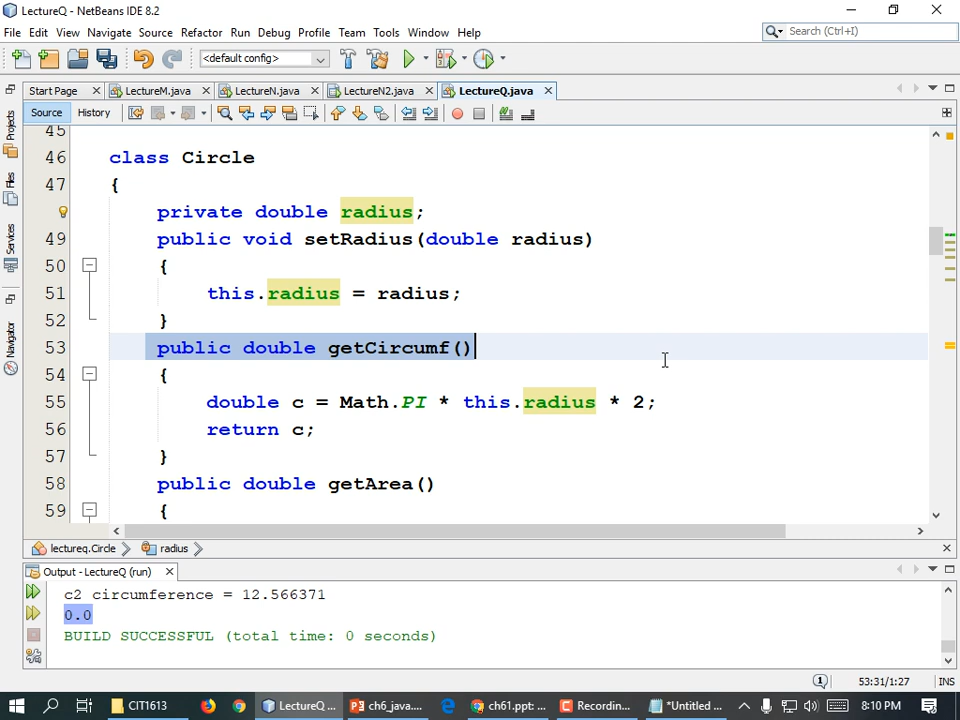 LectureQ - NetBeans IDE 8.2
File Edit View Navigate Source Refactor Run Debug Profile Team Tools Window Help
Search (Ctrl+I)
<default config>
Start Page LectureM.java LectureN.java LectureN2.java LectureQ.java
Source History
Projects
Files
Services
Navigator
45
46 class Circle
47 {
private double radius;
49 public void setRadius(double radius)
50 {
51 this.radius = radius;
52 }
53 public double getCircumf()
54 {
55 double c = Math.PI * this.radius * 2;
56 return c;
57 }
58 public double getArea()
59 {
lectureq.Circle radius
Output - LectureQ (run)
c2 circumference = 12.566371
0.0
BUILD SUCCESSFUL (total time: 0 seconds)
1 53:31/1:27 INS
CIT1613 LectureQ ... ch6_java.... ch61.ppt: ... Recordin... *Untitled ... 8:10 PM